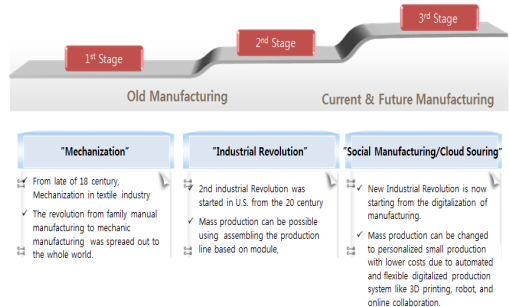 3rd Stage
2nd Stage
1st Stage
Old Manufacturing
Current & Future Manufacturing
"Mechanization"
✓ From late of 18 century,
Mechanization in textile industry
✓ The revolution from family manual
manufacturing to mechanic
manufacturing was spreaed out to
the whole world.
"Industrial Revolution"
✓ 2nd industrial Revolution was
started in U.S. from the 20 century
✓ Mass production can be possible
using assembling the production
line based on module,
"Social Manufacturing/Cloud Souring"
✓ New Industrial Revolution is now
starting from the digitalization of
manufacturing.
✓ Mass production can be changed
to personalized small production
with lower costs due to automated
and flexible digitalized production
system like 3D printing, robot, and
online collaboration.